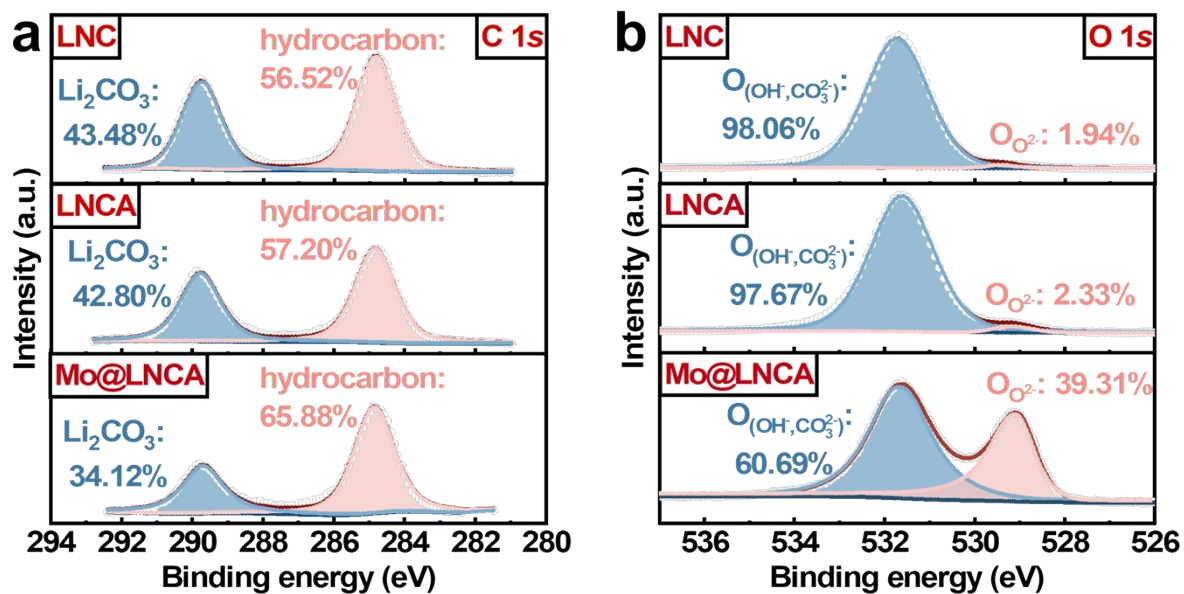 a
LNC
C 1s
hydrocarbon:
56.52%
Li₂CO₃:
43.48%
LNCA
hydrocarbon:
57.20%
Li₂CO₃:
42.80%
Mo@LNCA
hydrocarbon:
65.88%
Li₂CO₃:
34.12%
Intensity (a.u.)
294 292 290 288 286 284 282 280
Binding energy (eV)
b
LNC
O 1s
O(OH⁻,CO₃²⁻):
98.06%
O_O²⁻: 1.94%
LNCA
O(OH⁻,CO₃²⁻):
97.67%
O_O²⁻: 2.33%
Mo@LNCA
O(OH⁻,CO₃²⁻):
60.69%
O_O²⁻: 39.31%
Intensity (a.u.)
536 534 532 530 528 526
Binding energy (eV)